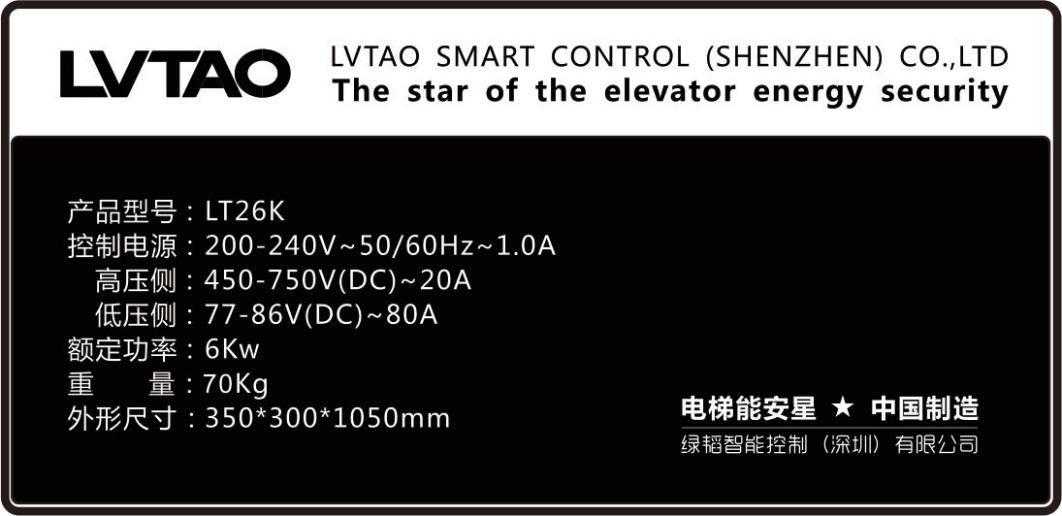 LVTAO
LVTAO SMART CONTROL (SHENZHEN) CO.,LTD
The star of the elevator energy security
产品型号：LT26K
控制电源：200-240V~50/60Hz~1.0A
高压侧：450-750V(DC)~20A
低压侧：77-86V(DC)~80A
额定功率：6Kw
重 量：70Kg
外形尺寸：350*300*1050mm
电梯能安星 ★ 中国制造
绿韬智能控制（深圳）有限公司